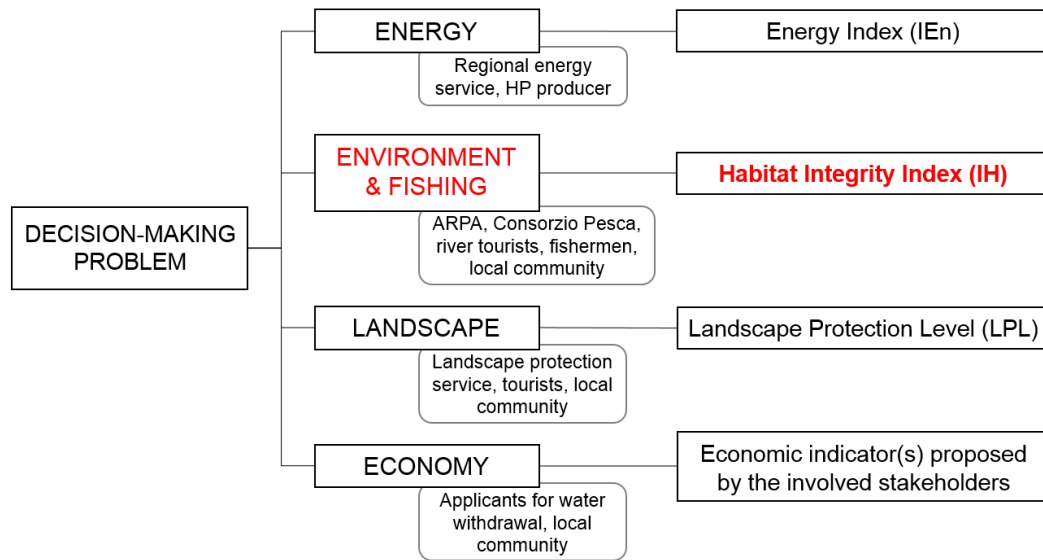 ENERGY
Energy Index (IEn)
Regional energy
service, HP producer
ENVIRONMENT
& FISHING
Habitat Integrity Index (IH)
ARPA, Consorzio Pesca,
river tourists, fishermen,
local community
DECISION-MAKING
PROBLEM
LANDSCAPE
Landscape Protection Level (LPL)
Landscape protection
service, tourists, local
community
ECONOMY
Economic indicator(s) proposed
by the involved stakeholders
Applicants for water
withdrawal, local
community